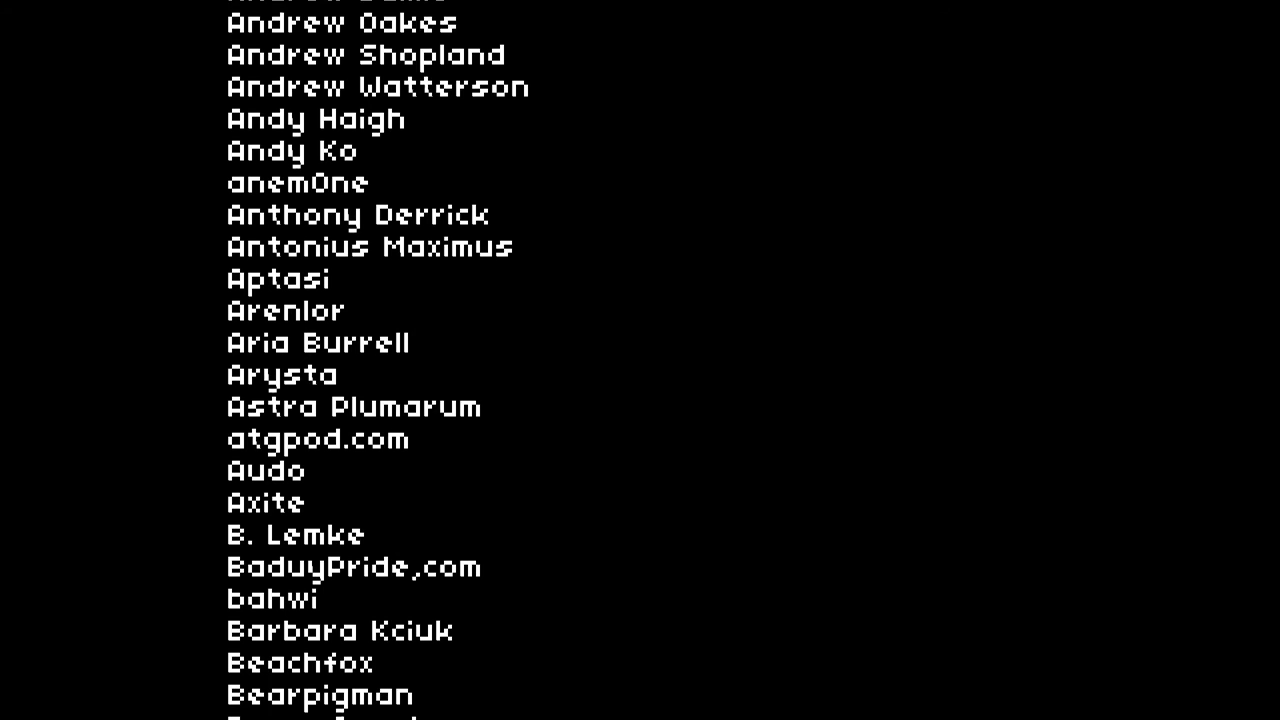 Andrew Oakes
Andrew Shopland
Andrew Watterson
Andy Haigh
Andy Ko
anem0ne
Anthony Derrick
Antonius Maximus
Aptasi
Arenlor
Aria Burrell
Arysta
Astra Plumarum
atgpod.com
Audo
Axite
B. Lemke
BaduyPride,com
bahwi
Barbara Kciuk
Beachfox
Bearpigman